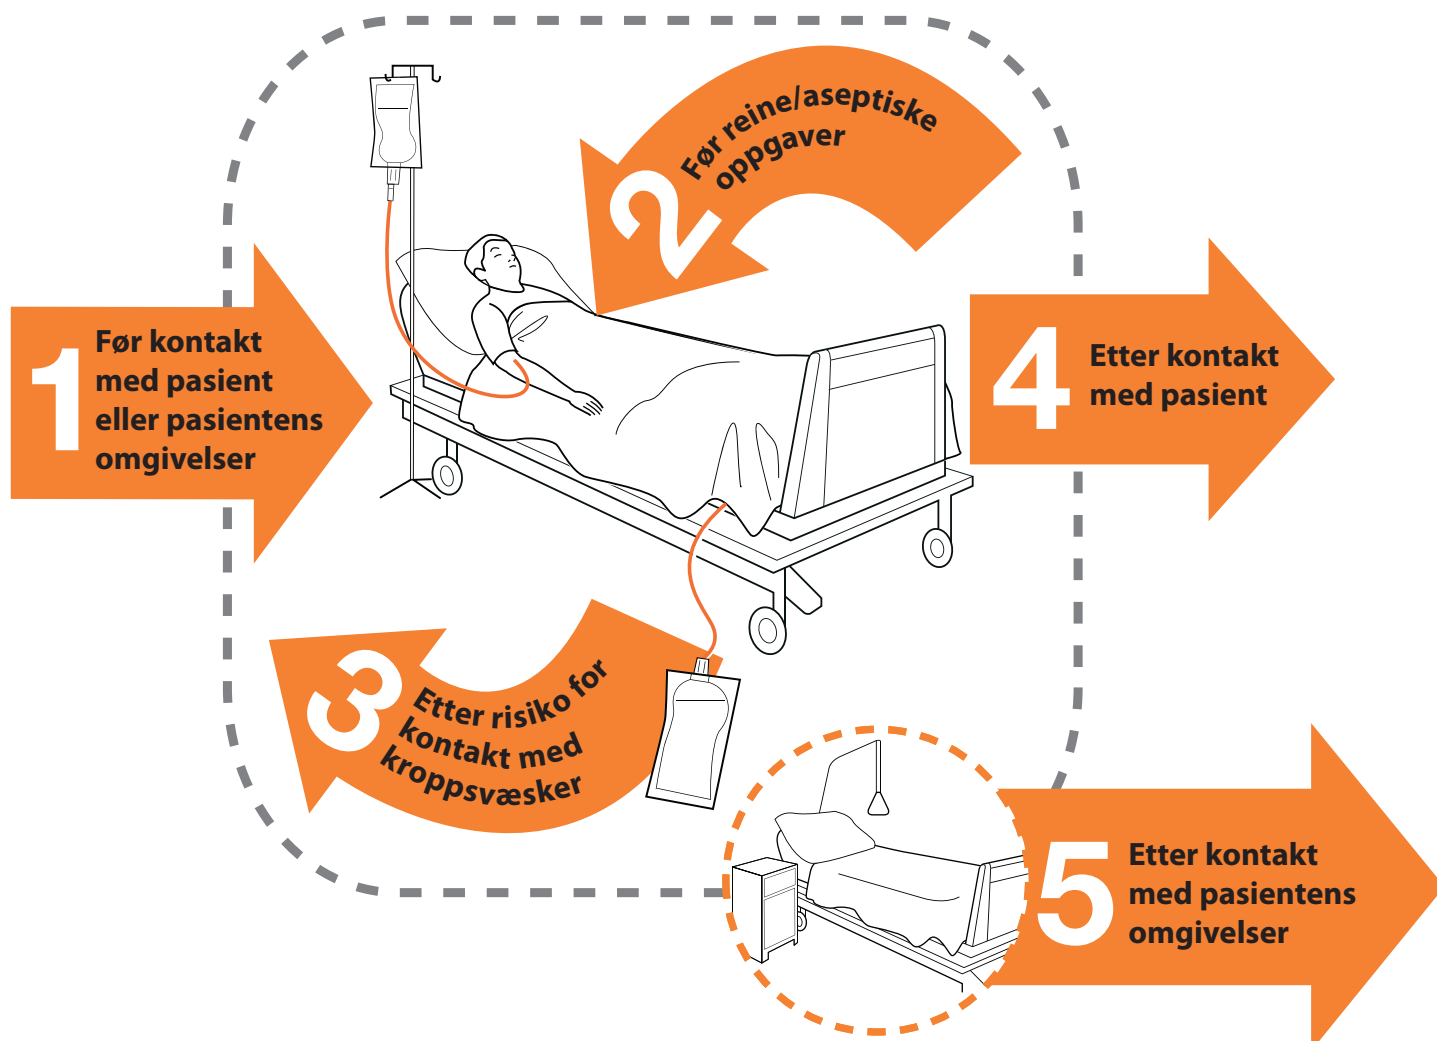 1
Før kontakt
med pasient
eller pasientens
omgivelser
2
Før reine/aseptiske
oppgaver
3
Etter risiko for
kontakt med
kroppsvæsker
4
Etter kontakt
med pasient
5
Etter kontakt
med pasientens
omgivelser